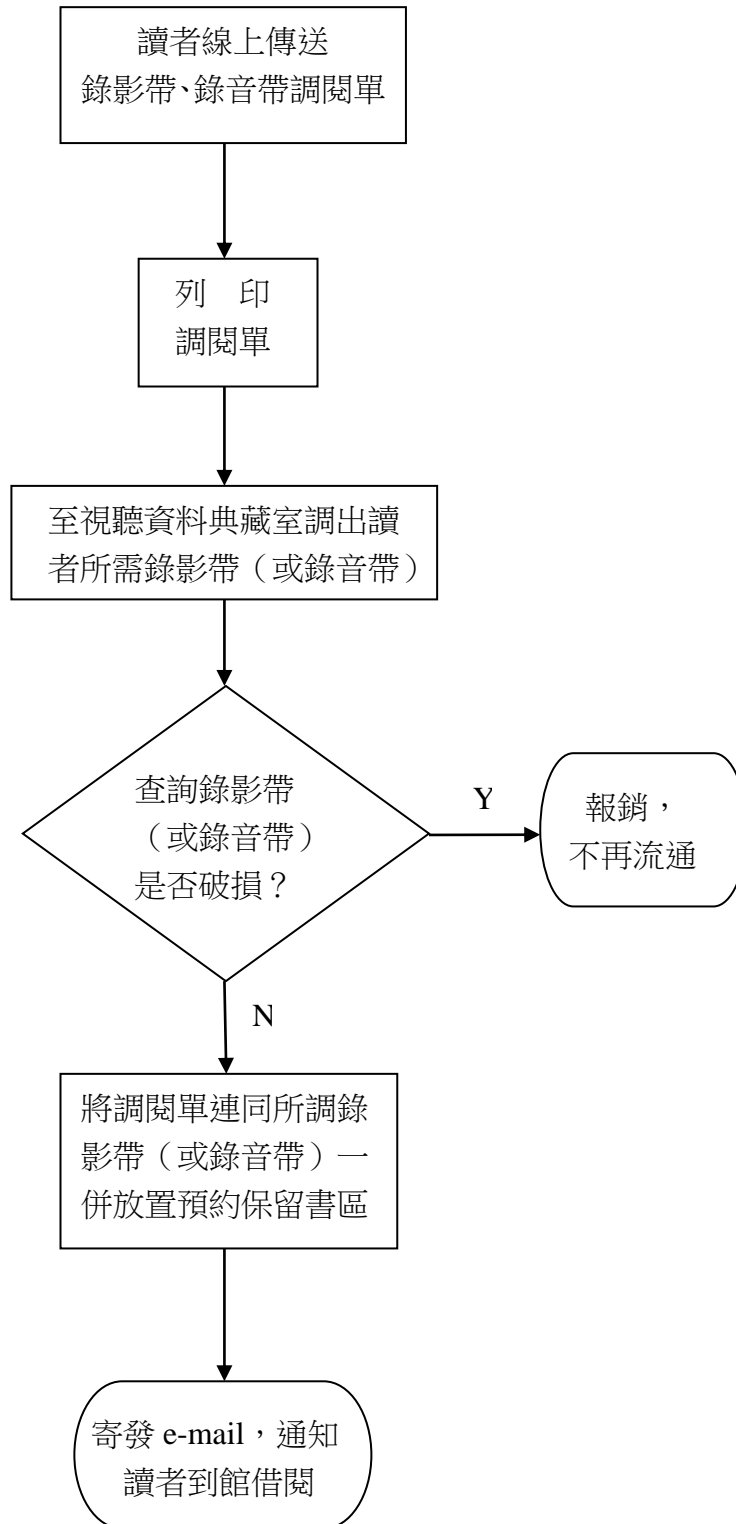 讀者線上傳送
錄影帶、錄音帶調閱單
列　印
調閱單
至視聽資料典藏室調出讀
者所需錄影帶（或錄音帶）
查詢錄影帶
（或錄音帶）
是否破損？
Y
報銷，
不再流通
N
將調閱單連同所調錄
影帶（或錄音帶）一
併放置預約保留書區
寄發 e-mail，通知
讀者到館借閱